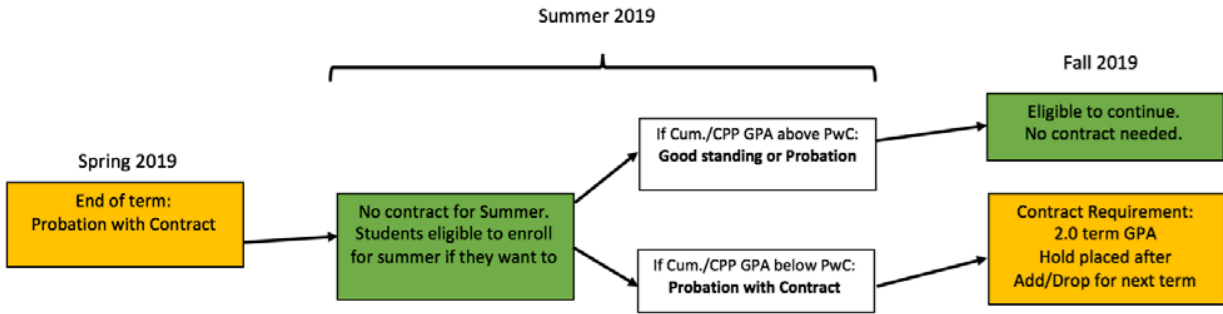 Summer 2019
Fall 2019
Spring 2019
End of term:
Probation with Contract
No contract for Summer.
Students eligible to enroll
for summer if they want to
If Cum./CPP GPA above PwC:
Good standing or Probation
If Cum./CPP GPA below PwC:
Probation with Contract
Eligible to continue.
No contract needed.
Contract Requirement:
2.0 term GPA
Hold placed after
Add/Drop for next term